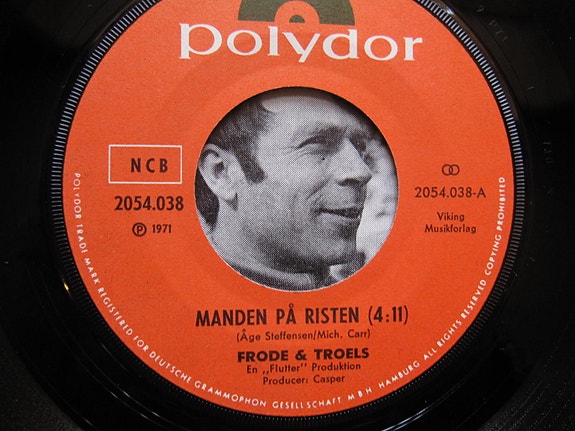 polydor
NCB
2054.038
Ⓟ 1971
2054.038-A
Viking
Musikforlag
MANDEN PÅ RISTEN (4:11)
(Åge Steffensen/Mich. Carr)
FRODE & TROELS
En „Flutter" Produktion
Producer: Casper
POLYDOR TRADE MARK REGISTERED FOR DEUTSCHE GRAMMOPHON GESELLSCHAFT M B H HAMBURG ALL RIGHTS RESERVED COPYING PROHIBITED